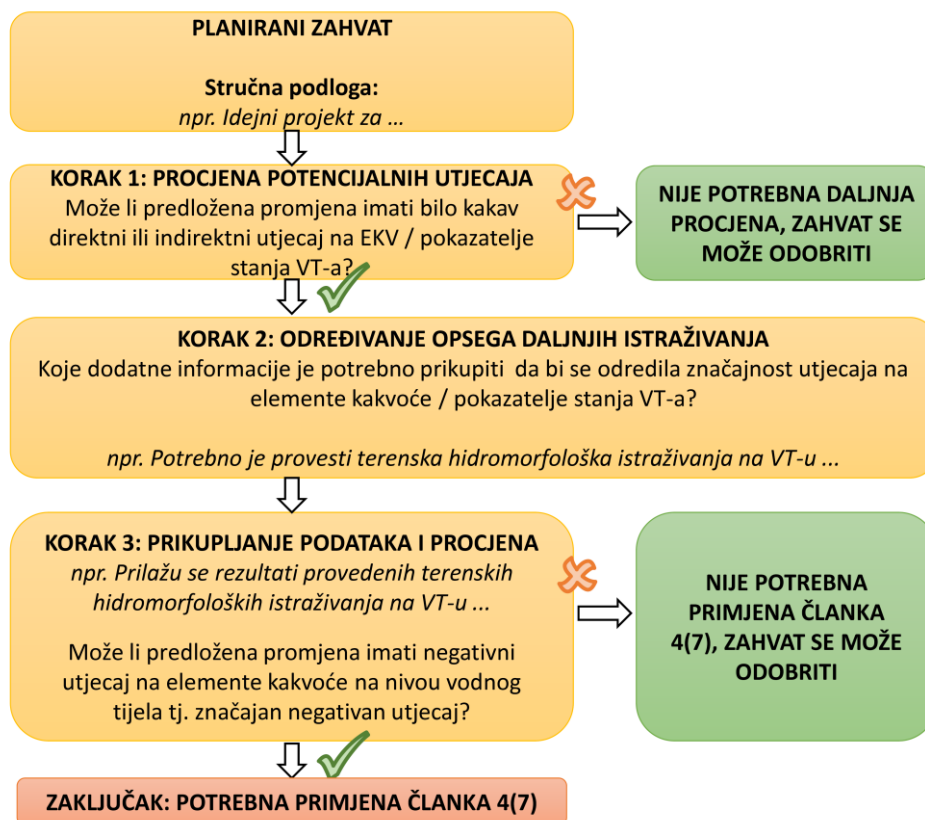 PLANIRANI ZAHVAT
Stručna podloga:
npr. Idejni projekt za ...
KORAK 1: PROCJENA POTENCIJALNIH UTJECAJA
Može li predložena promjena imati bilo kakav
direktni ili indirektni utjecaj na EKV / pokazatelje
stanja VT-a?
NIJE POTREBNA DALJNJA
PROCJENA, ZAHVAT SE
MOŽE ODOBRITI
KORAK 2: ODREĐIVANJE OPSEGA DALJNJIH ISTRAŽIVANJA
Koje dodatne informacije je potrebno prikupiti da bi se odredila značajnost utjecaja na
elemente kakvoće / pokazatelje stanja VT-a?
npr. Potrebno je provesti terenska hidromorfološka istraživanja na VT-u ...
KORAK 3: PRIKUPLJANJE PODATAKA I PROCJENA
npr. Prilažu se rezultati provedenih terenskih
hidromorfoloških istraživanja na VT-u ...
Može li predložena promjena imati negativni
utjecaj na elemente kakvoće na nivou vodnog
tijela tj. značajan negativan utjecaj?
NIJE POTREBNA
PRIMJENA ČLANKA
4(7), ZAHVAT SE MOŽE
ODOBRITI
ZAKLJUČAK: POTREBNA PRIMJENA ČLANKA 4(7)